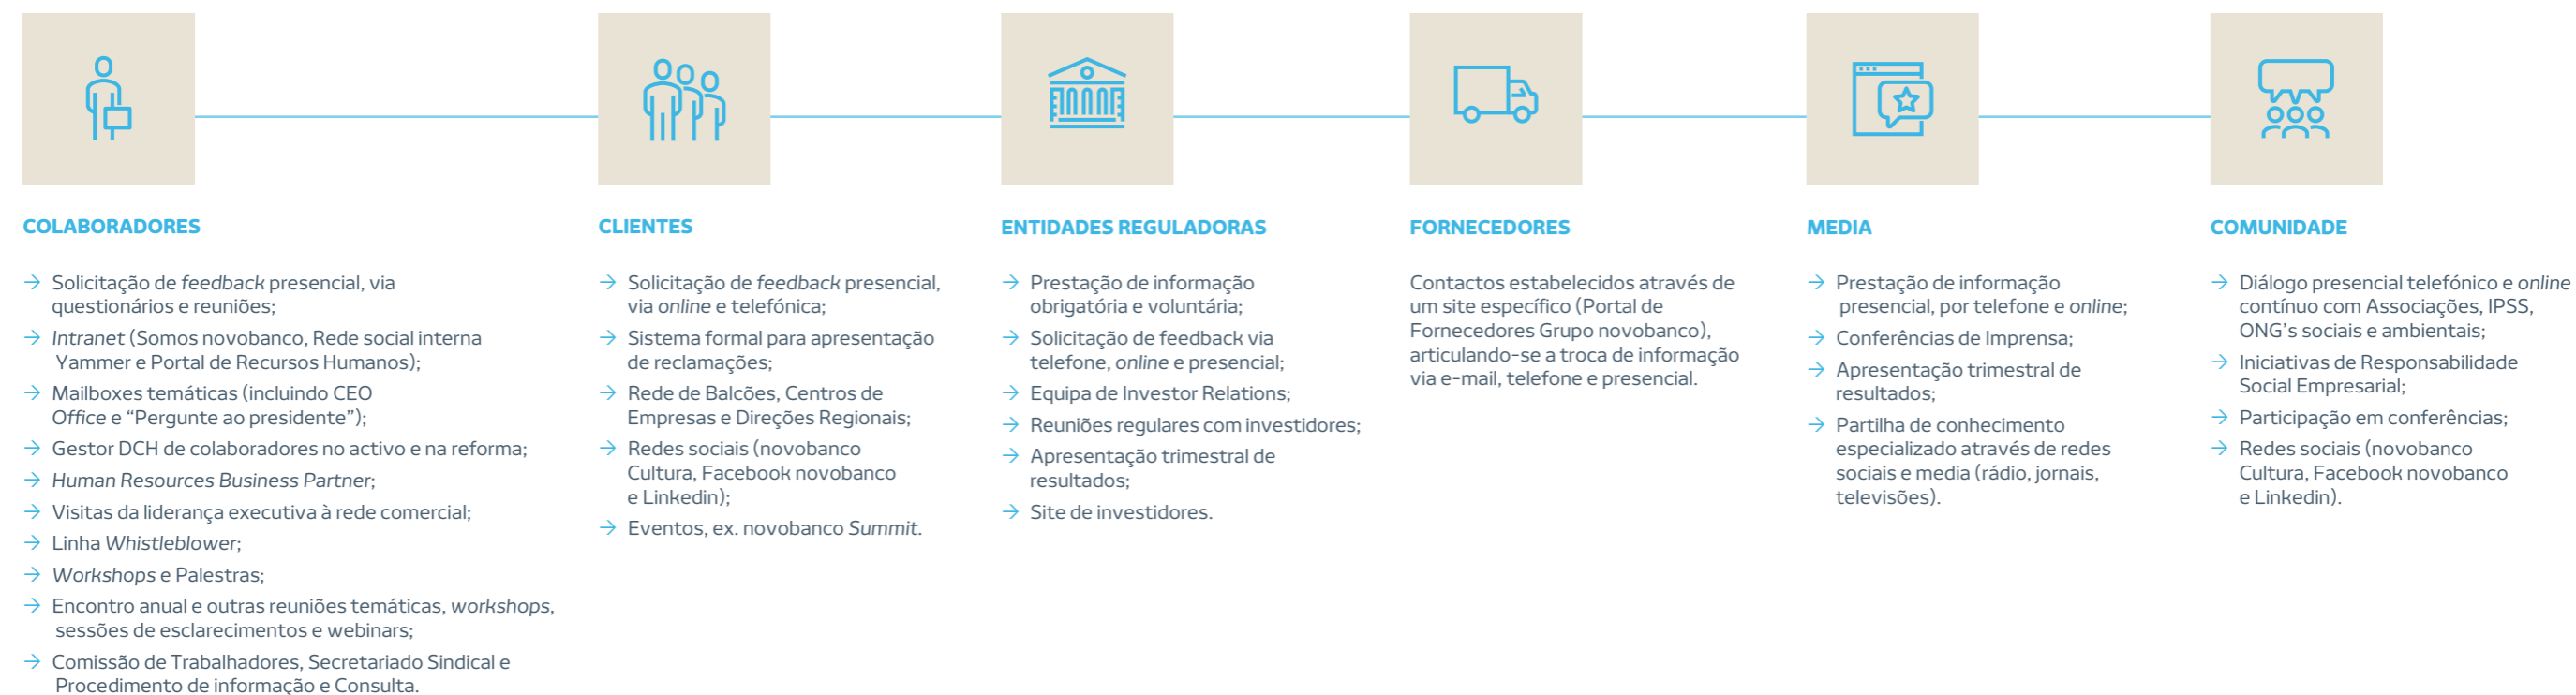 COLABORADORES
→ Solicitação de feedback presencial, via
questionários e reuniões;
→ Intranet (Somos novobanco, Rede social interna
Yammer e Portal de Recursos Humanos);
→ Mailboxes temáticas (incluindo CEO
Office e “Pergunte ao presidente”);
→ Gestor DCH de colaboradores no activo e na reforma;
→ Human Resources Business Partner;
→ Visitas da liderança executiva à rede comercial;
→ Linha Whistleblower;
→ Workshops e Palestras;
→ Encontro anual e outras reuniões temáticas, workshops,
sessões de esclarecimentos e webinars;
→ Comissão de Trabalhadores, Secretariado Sindical e
Procedimento de informação e Consulta.
CLIENTES
→ Solicitação de feedback presencial,
via online e telefónica;
→ Sistema formal para apresentação
de reclamações;
→ Rede de Balcões, Centros de
Empresas e Direções Regionais;
→ Redes sociais (novobanco
Cultura, Facebook novobanco
e Linkedin);
→ Eventos, ex. novobanco Summit.
ENTIDADES REGULADORAS
→ Prestação de informação
obrigatória e voluntária;
→ Solicitação de feedback via
telefone, online e presencial;
→ Equipa de Investor Relations;
→ Reuniões regulares com investidores;
→ Apresentação trimestral de
resultados;
→ Site de investidores.
FORNECEDORES
Contactos estabelecidos através de
um site específico (Portal de
Fornecedores Grupo novobanco),
articulando-se a troca de informação
via e-mail, telefone e presencial.
MEDIA
→ Prestação de informação
presencial, por telefone e online;
→ Conferências de Imprensa;
→ Apresentação trimestral de
resultados;
→ Partilha de conhecimento
especializado através de redes
sociais e media (rádio, jornais,
televisões).
COMUNIDADE
→ Diálogo presencial telefónico e online
contínuo com Associações, IPSS,
ONG’s sociais e ambientais;
→ Iniciativas de Responsabilidade
Social Empresarial;
→ Participação em conferências;
→ Redes sociais (novobanco
Cultura, Facebook novobanco
e Linkedin).